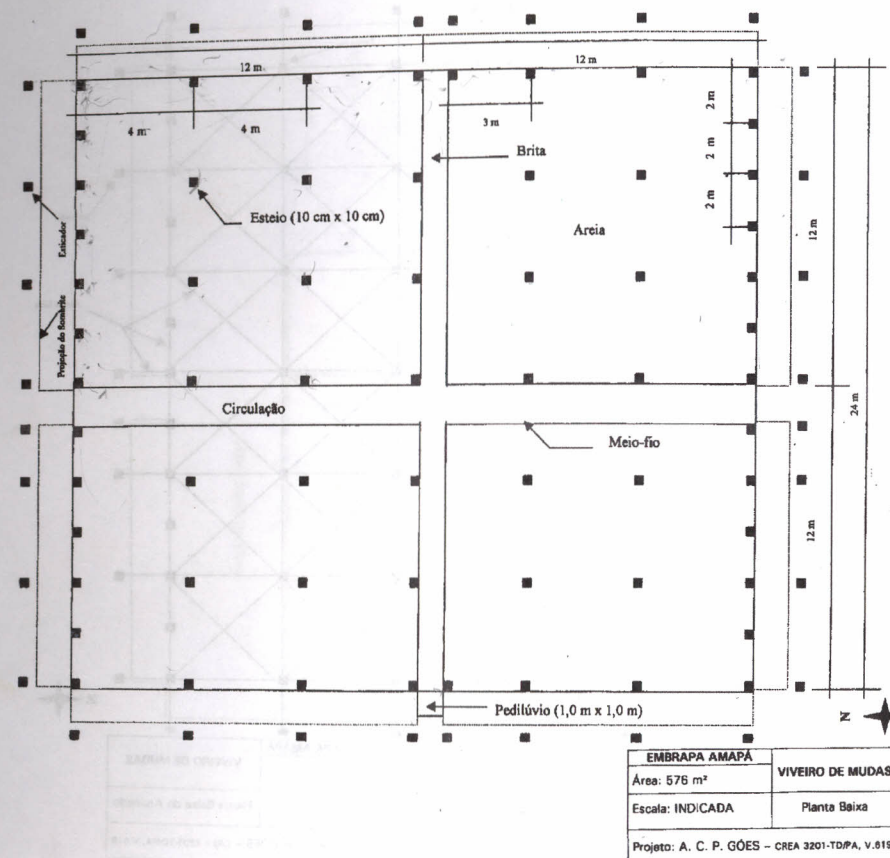 12 m
12 m
4 m
4 m
3 m
2 m
2 m
2 m
Brita
Esteio (10 cm x 10 cm)
Areia
Esticador
Projeção do Sombrite
12 m
24 m
Circulação
Meio-fio
12 m
Pedilúvio (1,0 m x 1,0 m)
N
EMBRAPA AMAPÁ
VIVEIRO DE MUDAS
Área: 576 m²
Escala: INDICADA
Planta Baixa
Projeto: A. C. P. GÓES – CREA 3201-TD/PA, V.619